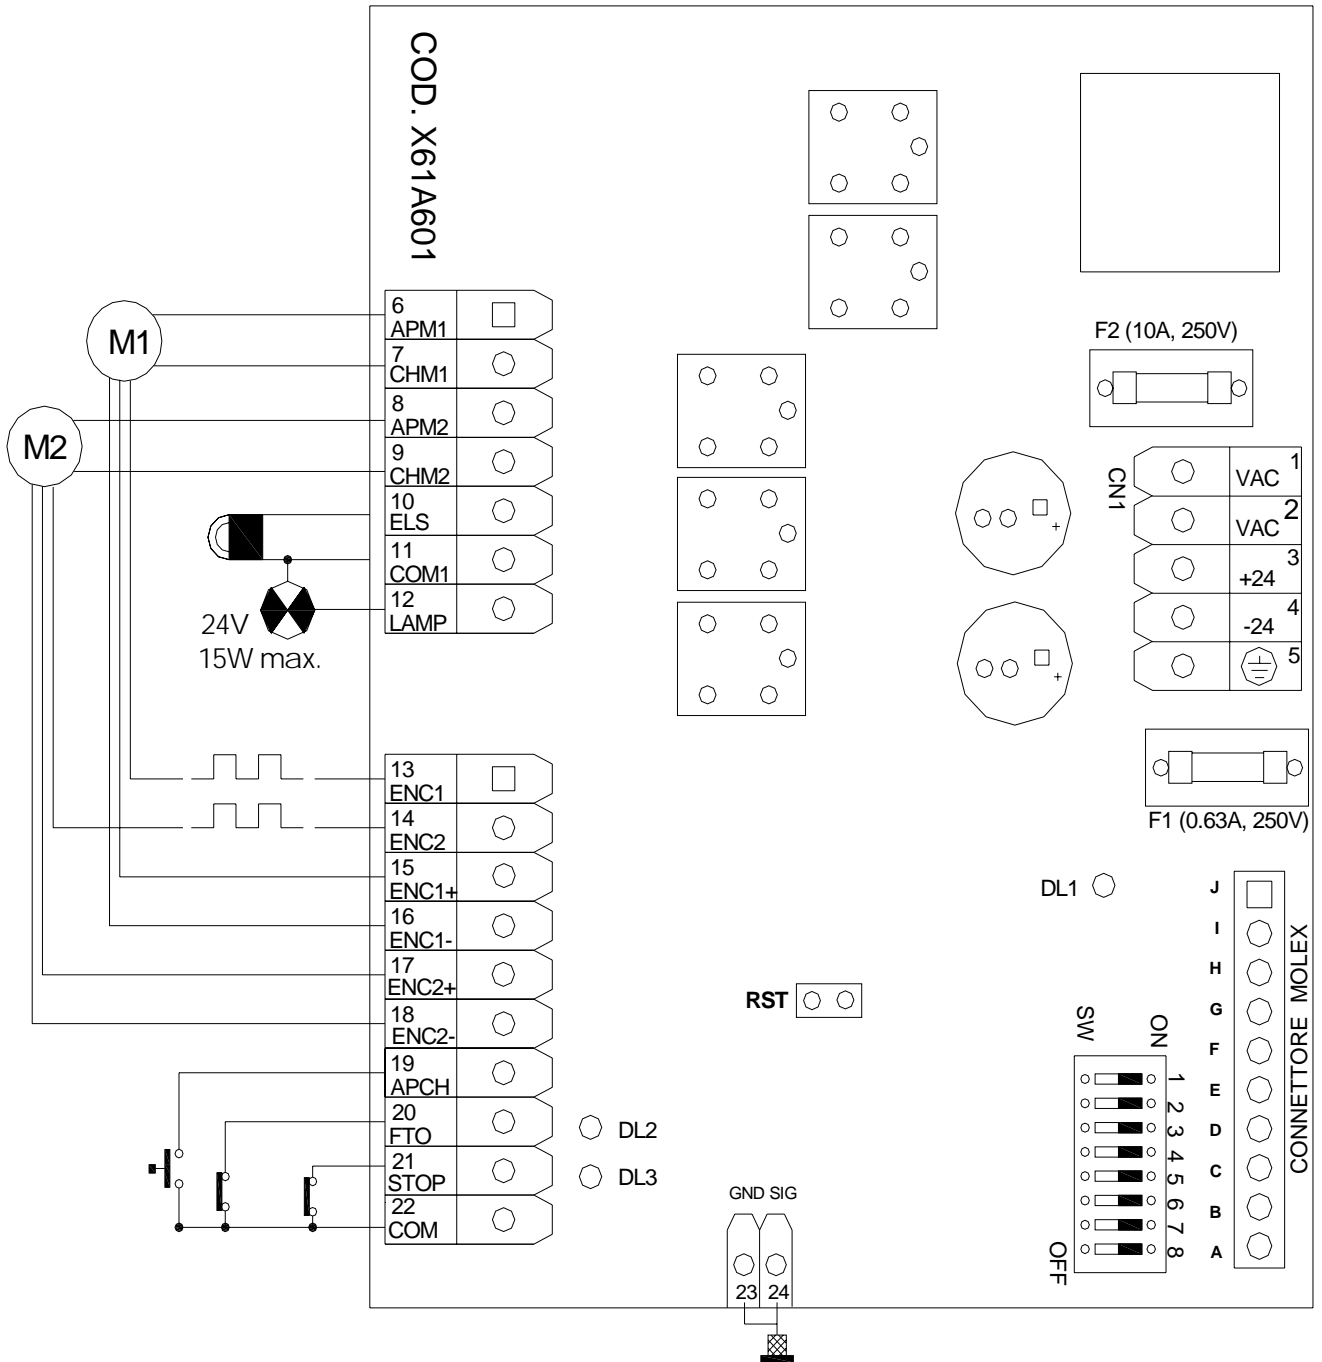 COD. X61A601
M1
M2
6
APM1
7
CHM1
8
APM2
9
CHM2
10
ELS
11
COM1
12
LAMP
24V
15W max.
F2 (10A, 250V)
CN1
1
VAC
2
VAC
3
+24
4
-24
5
+
+
F1 (0.63A, 250V)
13
ENC1
14
ENC2
15
ENC1+
16
ENC1-
17
ENC2+
18
ENC2-
19
APCH
20
FTO
21
STOP
22
COM
DL1
DL2
DL3
RST
GND SIG
23 24
SW
ON
OFF
1
2
3
4
5
6
7
8
J
I
H
G
F
E
D
C
B
A
CONNETTORE MOLEX